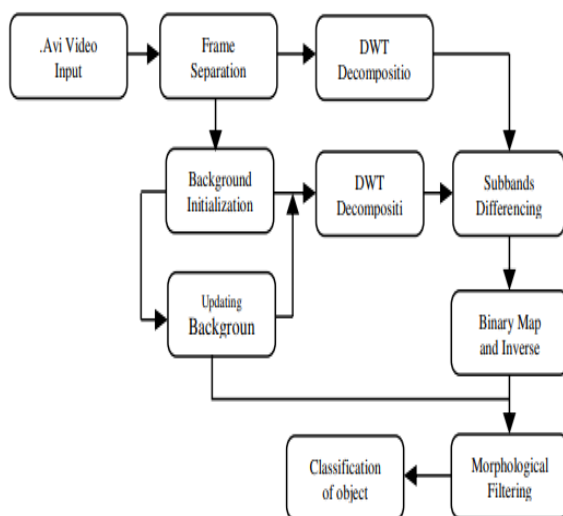 .Avi Video
Input
Frame
Separation
DWT
Decompositio
Background
Initialization
DWT
Decompositi
Subbands
Differencing
Updating
Backgroun
Binary Map
and Inverse
Classification
of object
Morphological
Filtering